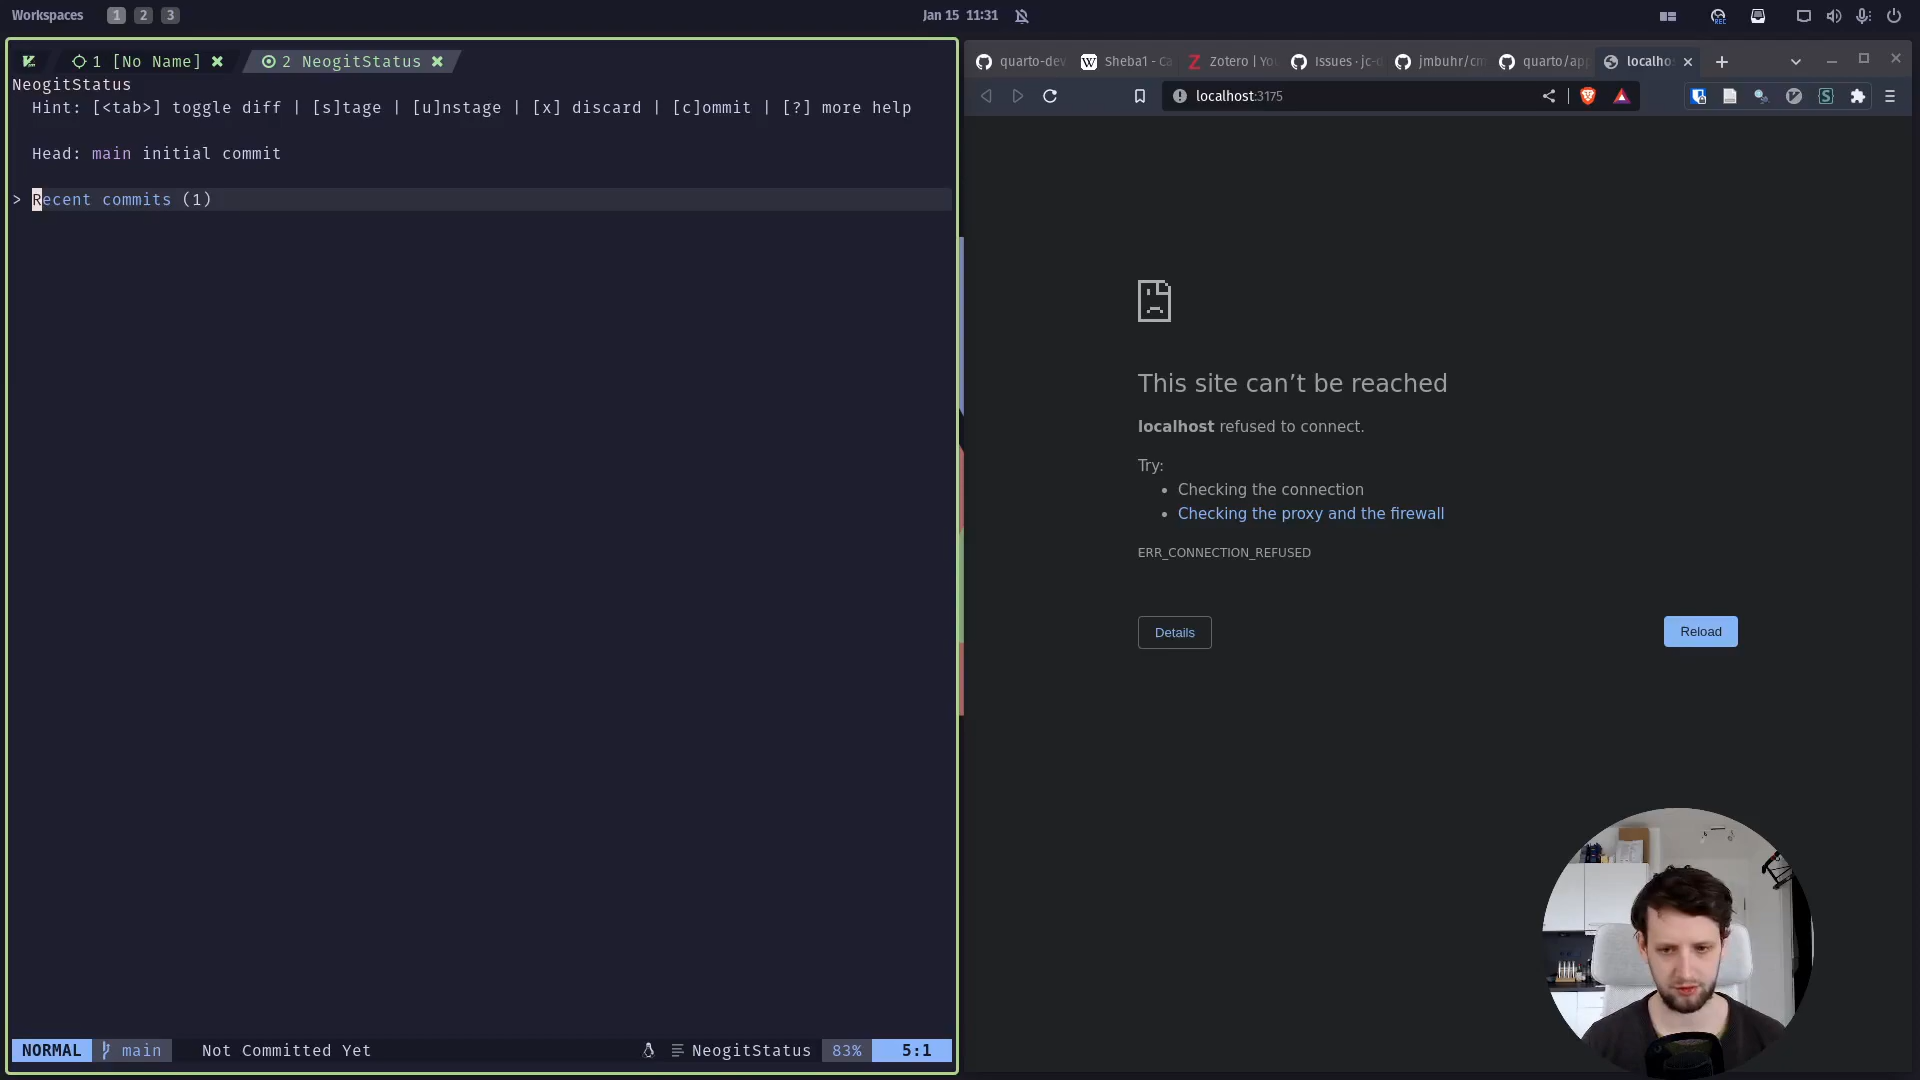 Workspaces 1 2 3
Jan 15 11:31
REC
1 [No Name] ✖
2 NeogitStatus ✖
NeogitStatus
Hint: [<tab>] toggle diff | [s]tage | [u]nstage | [x] discard | [c]ommit | [?] more help
Head: main initial commit
> Recent commits (1)
NORMAL main Not Committed Yet
NeogitStatus 83% 5:1
quarto-dev
Sheba1 - Ca
Zotero | You
Issues · jc-d
jmbuhr/cm
quarto/app
localhos
localhost:3175
This site can’t be reached
localhost refused to connect.
Try:
• Checking the connection
• Checking the proxy and the firewall
ERR_CONNECTION_REFUSED
Details
Reload